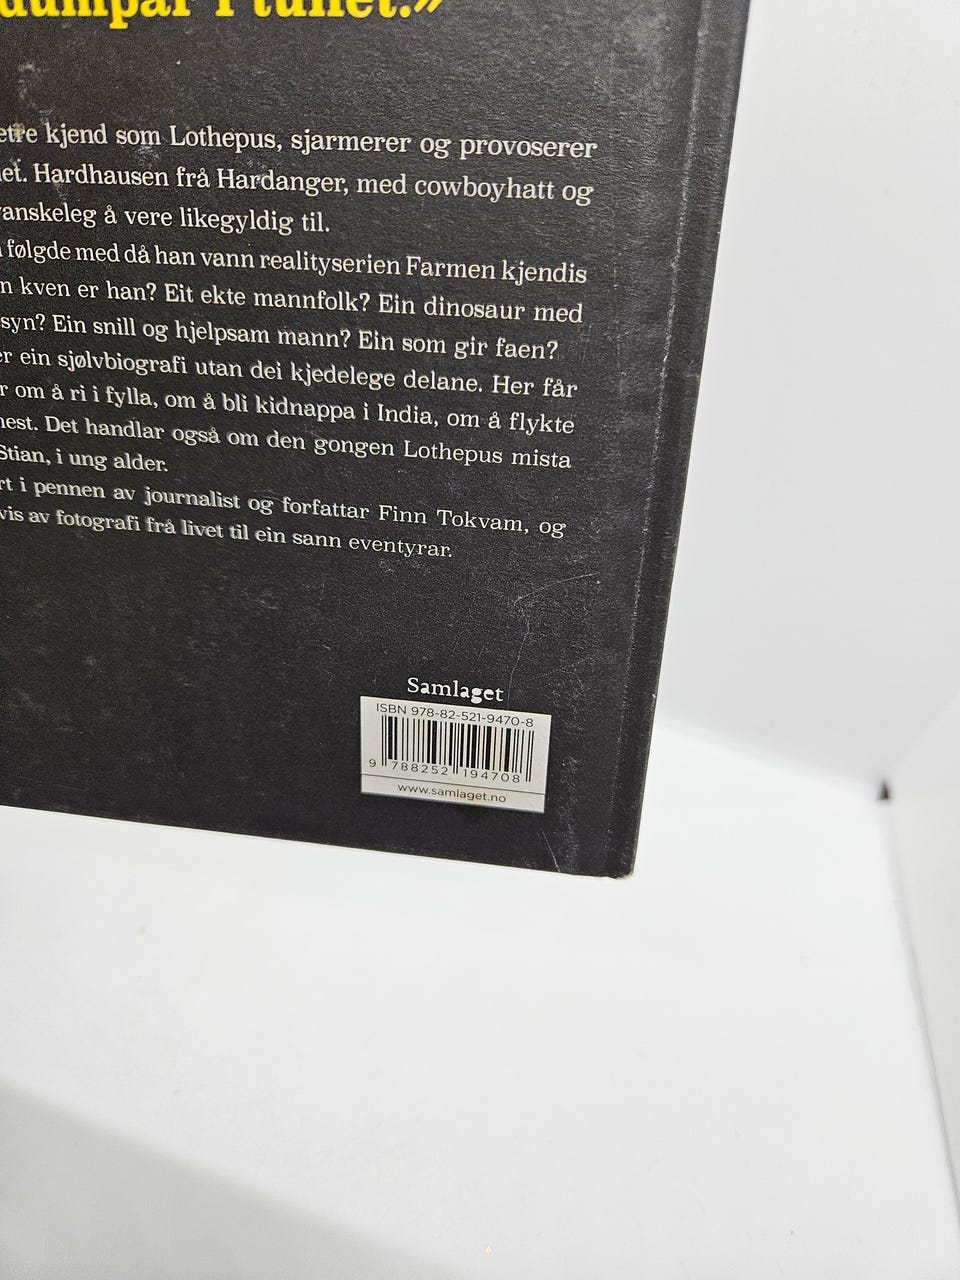 dumpar i tunet.»
etre kjend som Lothepus, sjarmerer og provoserer
et. Hardhausen frå Hardanger, med cowboyhatt og
anskeleg å vere likegyldig til.
følgde med då han vann realityserien Farmen kjendis
n kven er han? Eit ekte mannfolk? Ein dinosaur med
syn? Ein snill og hjelpsam mann? Ein som gir faen?
er ein sjølvbiografi utan dei kjedelege delane. Her får
r om å ri i fylla, om å bli kidnappa i India, om å flykte
hest. Det handlar også om den gongen Lothepus mista
Stian, i ung alder.
rt i pennen av journalist og forfattar Finn Tokvam, og
vis av fotografi frå livet til ein sann eventyrar.
Samlaget
ISBN 978-82-521-9470-8
9 788252 194708
www.samlaget.no